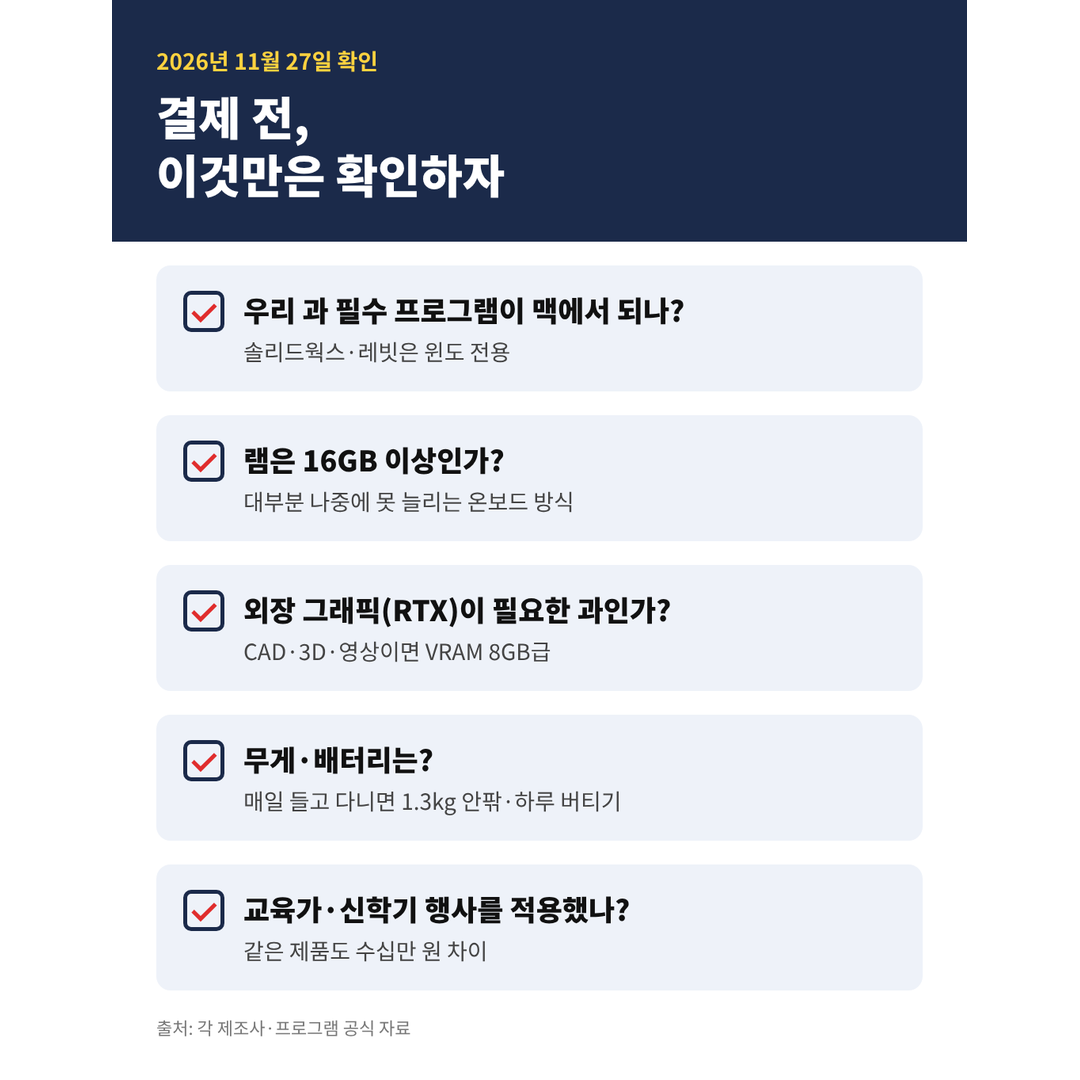 2026년 11월 27일 확인
결제 전,
이것만은 확인하자
우리 과 필수 프로그램이 맥에서 되나?
솔리드웍스·레빗은 윈도 전용
램은 16GB 이상인가?
대부분 나중에 못 늘리는 온보드 방식
외장 그래픽(RTX)이 필요한 과인가?
CAD·3D·영상이면 VRAM 8GB급
무게·배터리는?
매일 들고 다니면 1.3kg 안팎·하루 버티기
교육가·신학기 행사를 적용했나?
같은 제품도 수십만 원 차이
출처: 각 제조사·프로그램 공식 자료